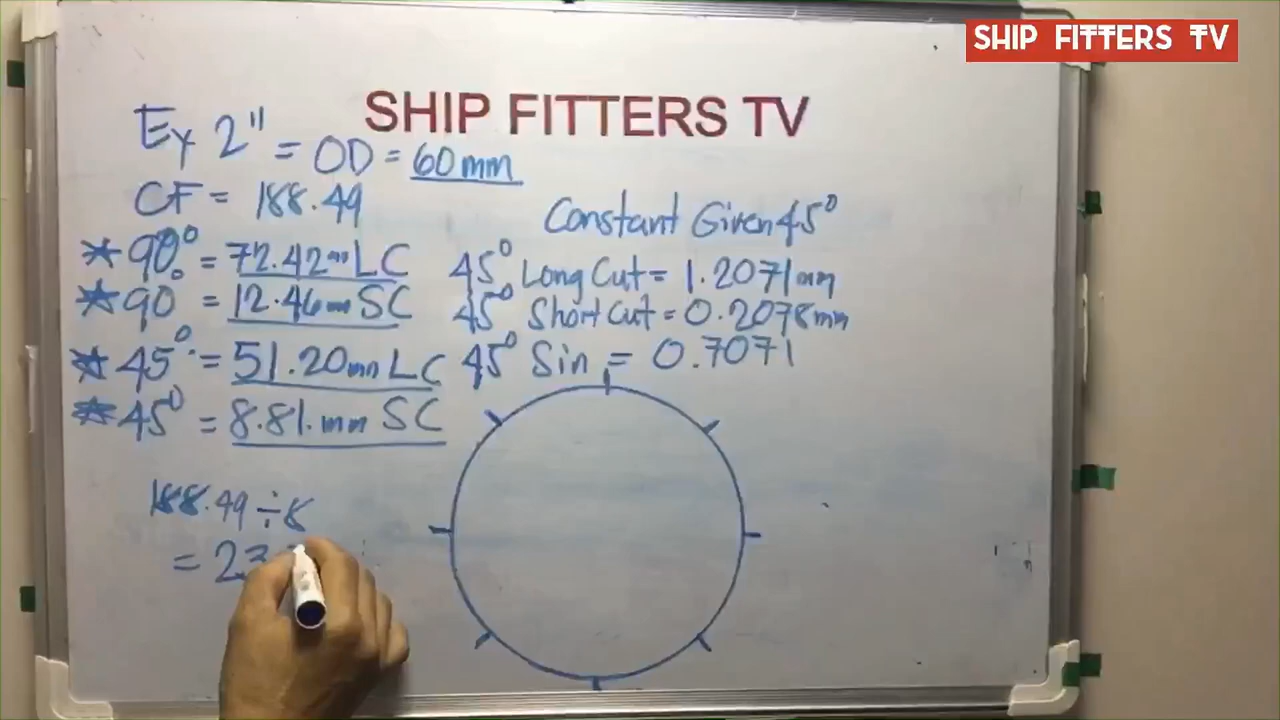 SHIP FITTERS TV
SHIP FITTERS TV
Ex 2" = OD = 60mm
CF = 188.49
90° = 72.42mm LC
90° = 12.46mm SC
45° = 51.20mm LC
45° = 8.81.mm SC
Constant Given 45°
45° Long Cut = 1.2071mm
45° Short Cut = 0.2078mm
45° Sin = 0.7071
188.49 ÷ 8
= 23